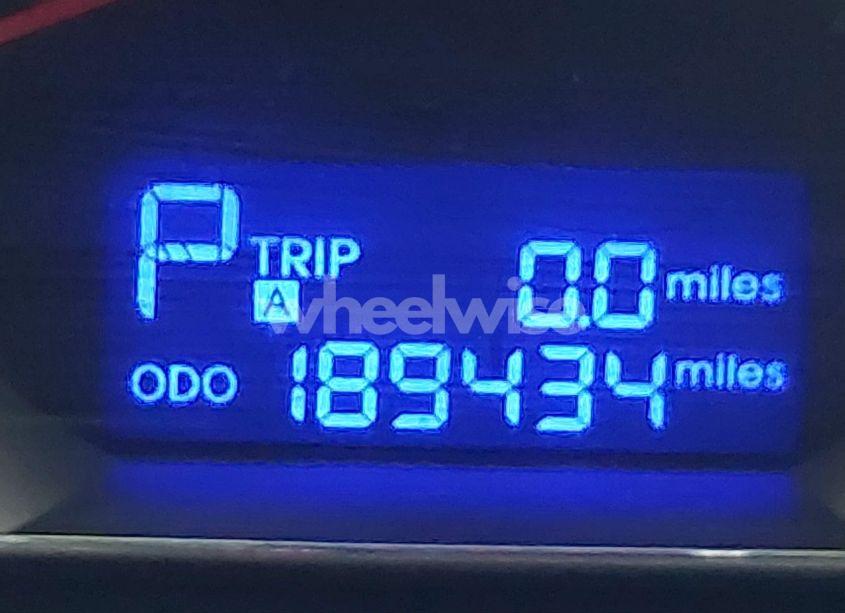 P TRIP 0.0 miles
A wheelwise
ODO 189434 miles